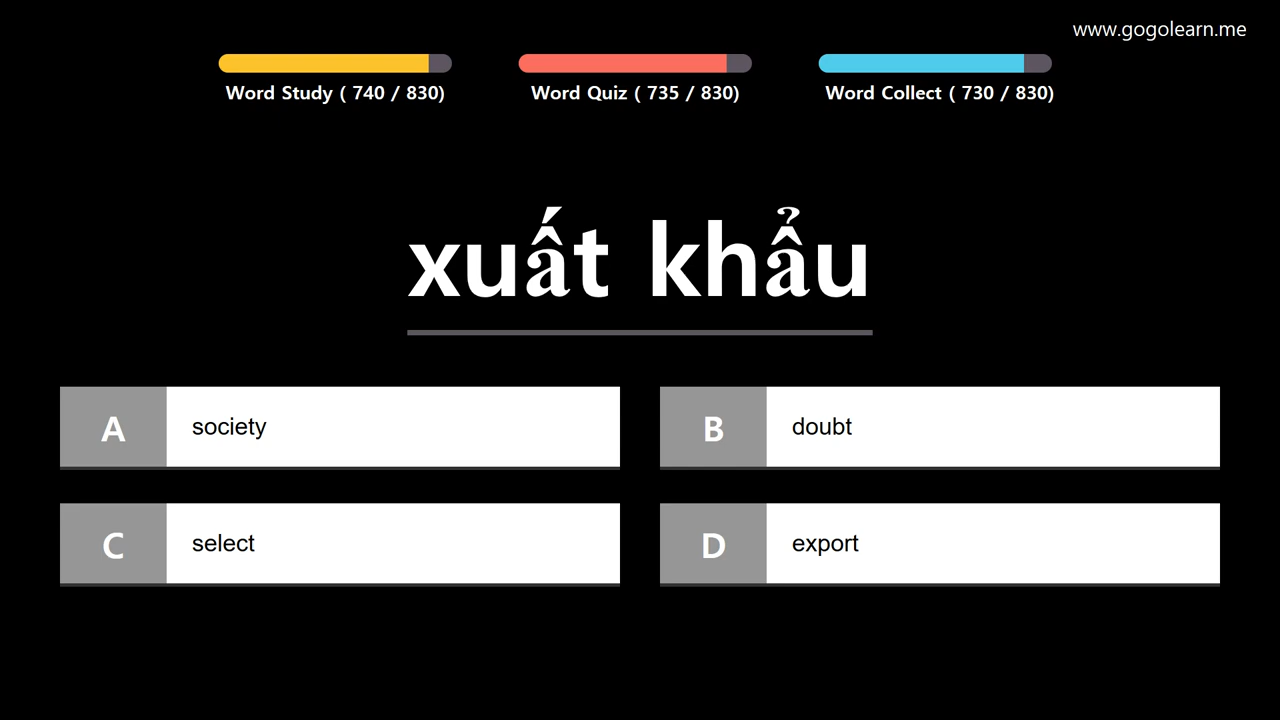 www.gogolearn.me
Word Study ( 740 / 830)
Word Quiz ( 735 / 830)
Word Collect ( 730 / 830)
xuất khẩu
A society
B doubt
C select
D export